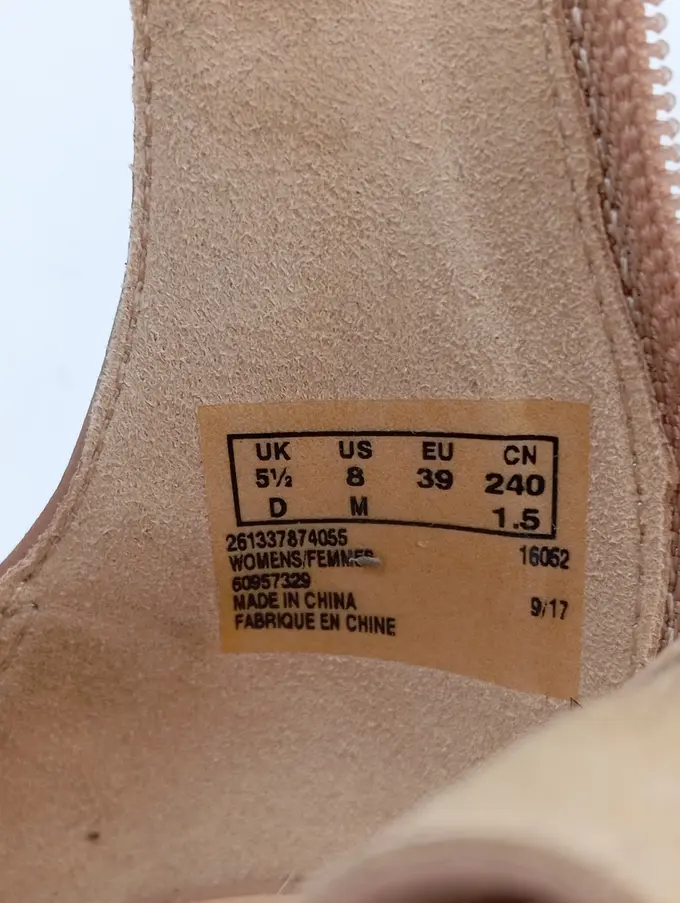 UK US EU CN
5½ 8 39 240
D M 1.5
261337874055
WOMENS/FEMMES 16062
60957329
MADE IN CHINA 9/17
FABRIQUE EN CHINE